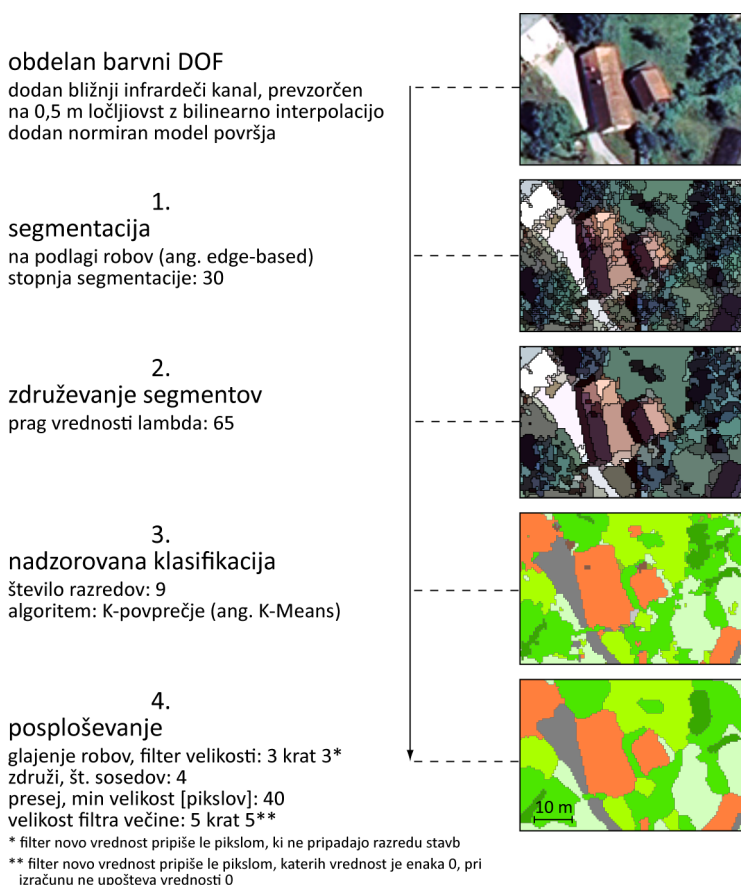 obdelan barvni DOF
dodan bližnji infrardeči kanal, prevzorčen
na 0,5 m ločljiovst z bilinearno interpolacijo
dodan normiran model površja
1.
segmentacija
na podlagi robov (ang. edge-based)
stopnja segmentacije: 30
2.
združevanje segmentov
prag vrednosti lambda: 65
3.
nadzorovana klasifikacija
število razredov: 9
algoritem: K-povprečje (ang. K-Means)
4.
posploševanje
glajenje robov, filter velikosti: 3 krat 3*
združi, št. sosedov: 4
presej, min velikost [pikslov]: 40
velikost filtra večine: 5 krat 5**
10 m
* filter novo vrednost pripiše le pikslom, ki ne pripadajo razredu stavb
** filter novo vrednost pripiše le pikslom, katerih vrednost je enaka 0, pri
izračunu ne upošteva vrednosti 0